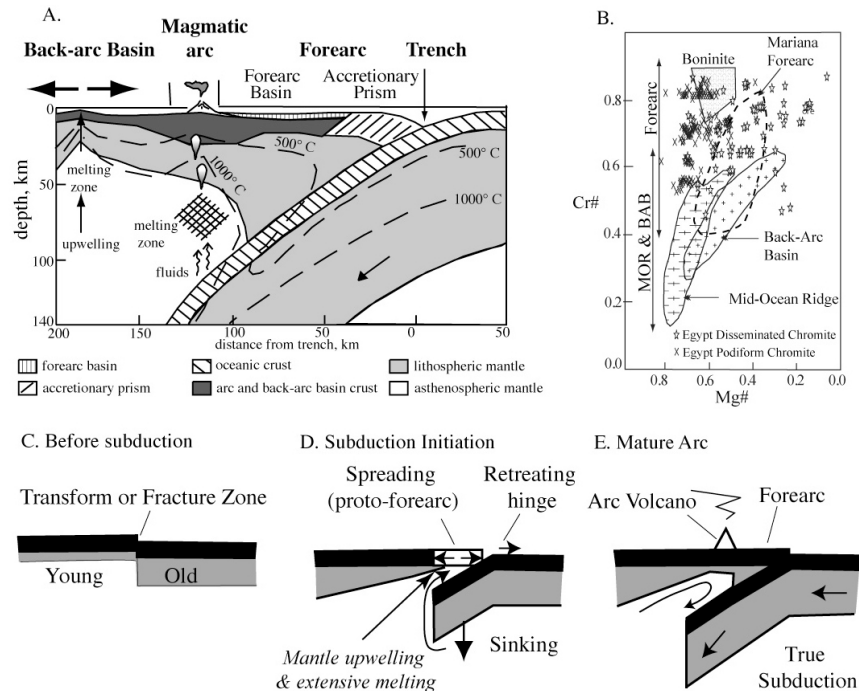 A.
Magmatic
arc
Back-arc Basin
Forearc
Trench
Forearc
Basin
Accretionary
Prism
0
50
100
140
depth, km
melting
zone
upwelling
500° C
1000° C
melting
zone
fluids
500° C
1000° C
200
150
100
50
0
50
distance from trench, km
forearc basin
oceanic crust
lithospheric mantle
accretionary prism
arc and back-arc basin crust
asthenospheric mantle
B.
Boninite
Mariana
Forearc
Forearc
MOR & BAB
Cr#
0.8
0.6
0.4
0.2
0.0
Back-Arc
Basin
Mid-Ocean Ridge
Egypt Disseminated Chromite
Egypt Podiform Chromite
0.8
0.6
0.4
0.2
0.0
Mg#
C. Before subduction
Transform or Fracture Zone
Young
Old
D. Subduction Initiation
Spreading
(proto-forearc)
Retreating
hinge
Sinking
Mantle upwelling
& extensive melting
E. Mature Arc
Arc Volcano
Forearc
True
Subduction